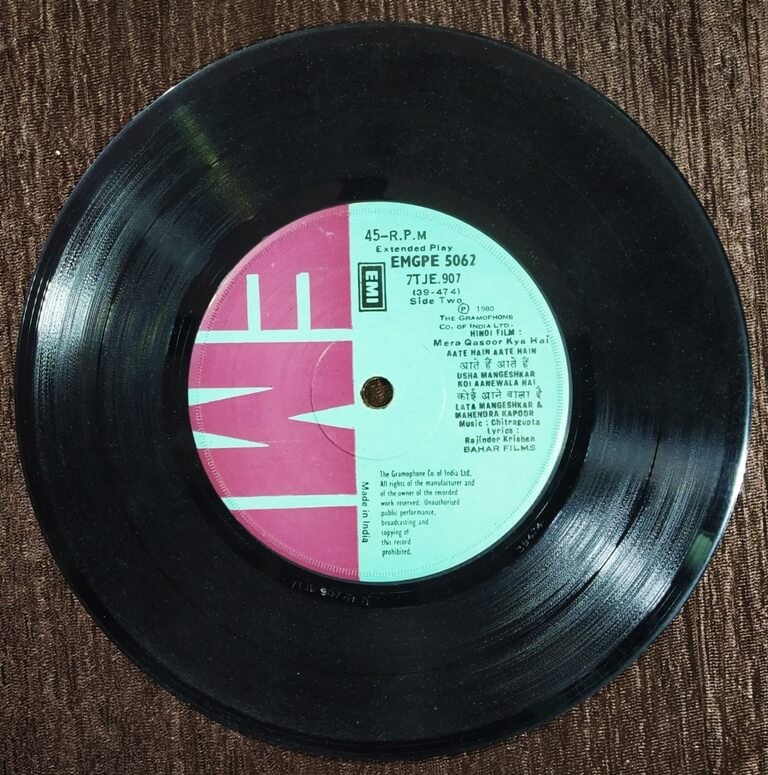 45-R.P.M
Extended Play
EMGPE 5062
7TJE.907
(39-474)
Side Two
Ⓟ 1980
THE GRAMOPHONE
CO. OF INDIA LTD.
HINDI FILM :
Mera Qasoor Kya Hai
AATE HAIN AATE HAIN
आते हैं आते हैं
USHA MANGESHKAR
KOI AANEWALA HAI
कोई आने वाला है
LATA MANGESHKAR &
MAHENDRA KAPOOR
Music : Chitragupta
Lyrics :
Rajinder Krishen
BAHAR FILMS
The Gramophone Co. of India Ltd.
All rights of the manufacturer and
of the owner of the recorded
work reserved. Unauthorised
public performance,
broadcasting and
copying of
this record
prohibited.
Made in India
EMI
EMI